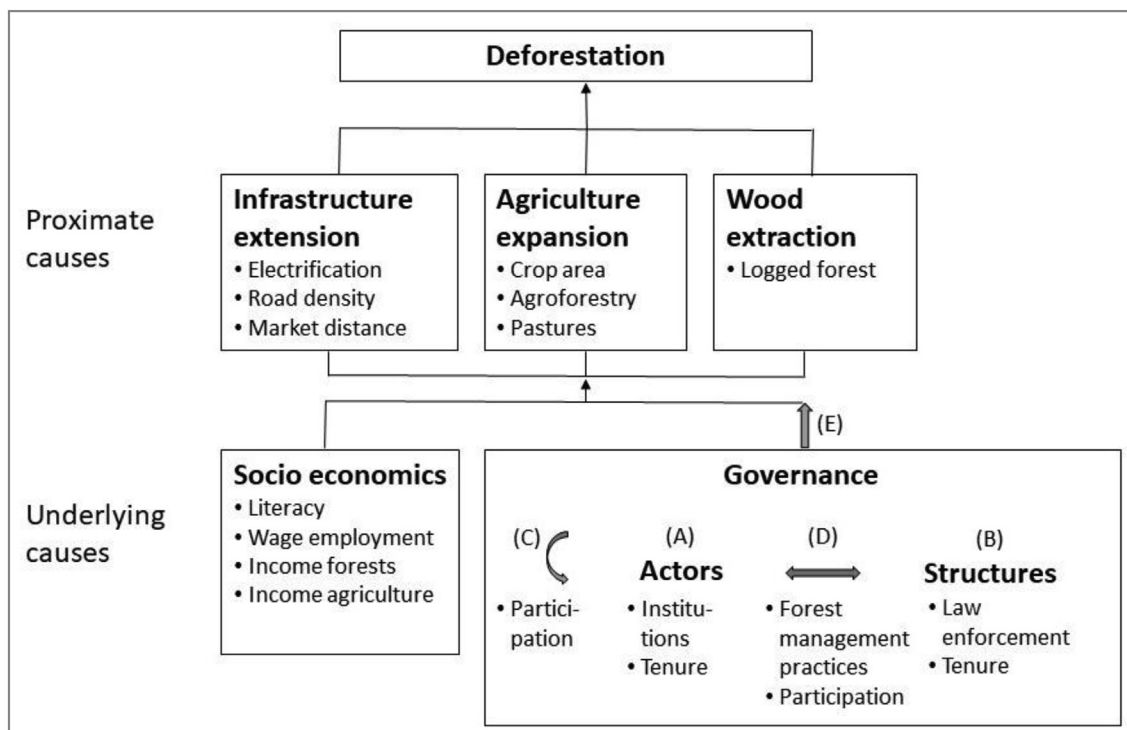 Deforestation
Proximate
causes
Infrastructure
extension
• Electrification
• Road density
• Market distance
Agriculture
expansion
• Crop area
• Agroforestry
• Pastures
Wood
extraction
• Logged forest
(E)
Underlying
causes
Socio economics
• Literacy
• Wage employment
• Income forests
• Income agriculture
Governance
(C)
• Partici-
pation
(A)
Actors
• Institu-
tions
• Tenure
(D)
• Forest
management
practices
• Participation
(B)
Structures
• Law
enforcement
• Tenure